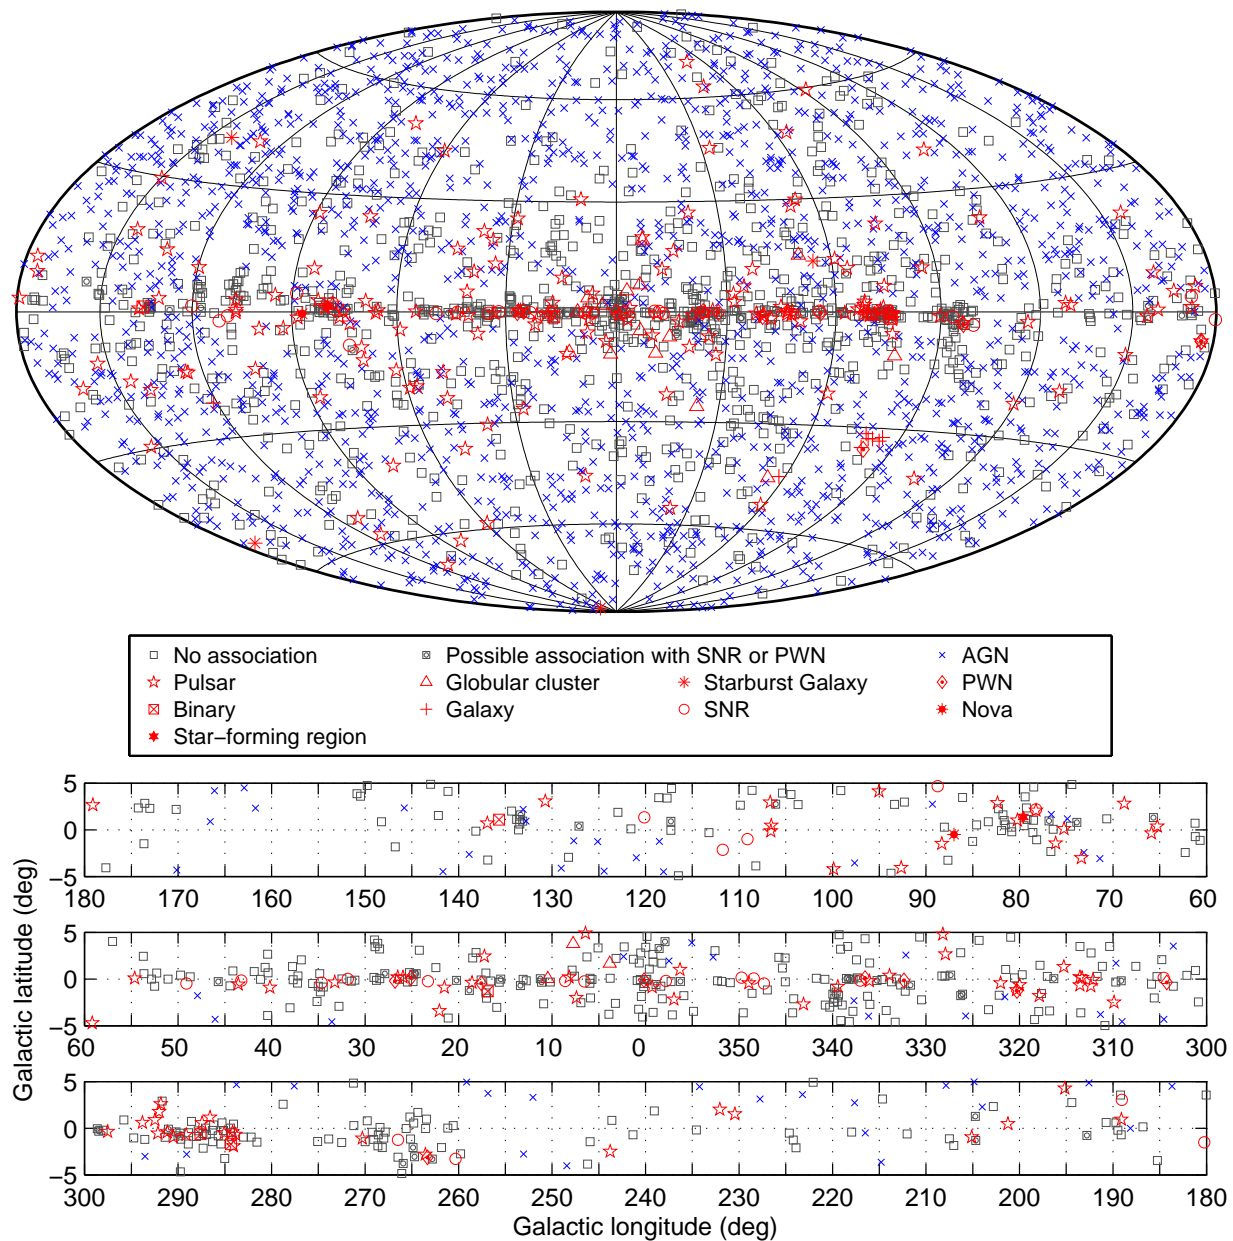 No association
Possible association with SNR or PWN
AGN
Pulsar
Globular cluster
Starburst Galaxy
PWN
Binary
Galaxy
SNR
Nova
Star−forming region
5
0
−5
180 170 160 150 140 130 120 110 100 90 80 70 60
5
0
−5
60 50 40 30 20 10 0 350 340 330 320 310 300
5
0
−5
300 290 280 270 260 250 240 230 220 210 200 190 180
Galactic latitude (deg)
Galactic longitude (deg)